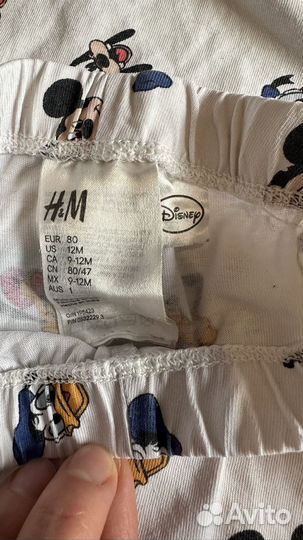 H&M
Disney
EUR 80
US 12M
CA 9-12M
CN 80/47
MX 9-12M
AUS 1
Avito